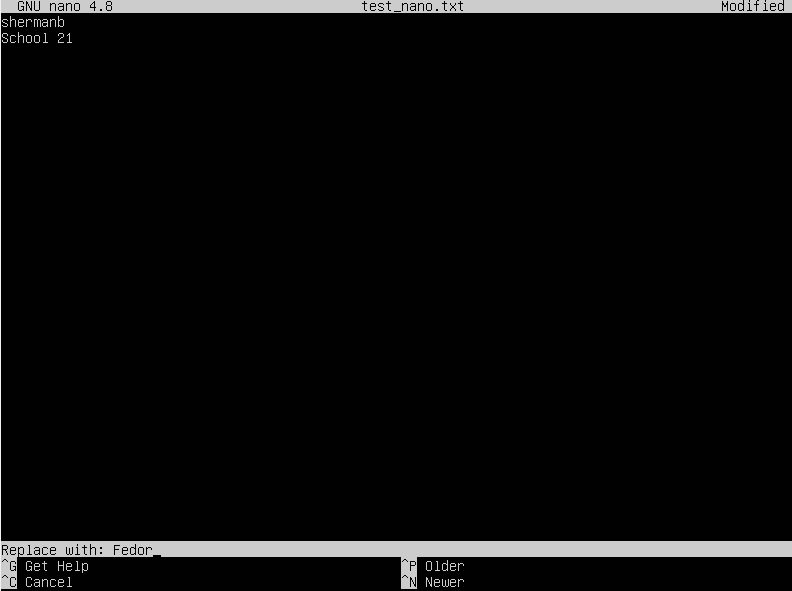 GNU nano 4.8 test_nano.txt Modified
shermanb
School 21
Replace with: Fedor_
^G Get Help ^P Older
^C Cancel ^N Newer